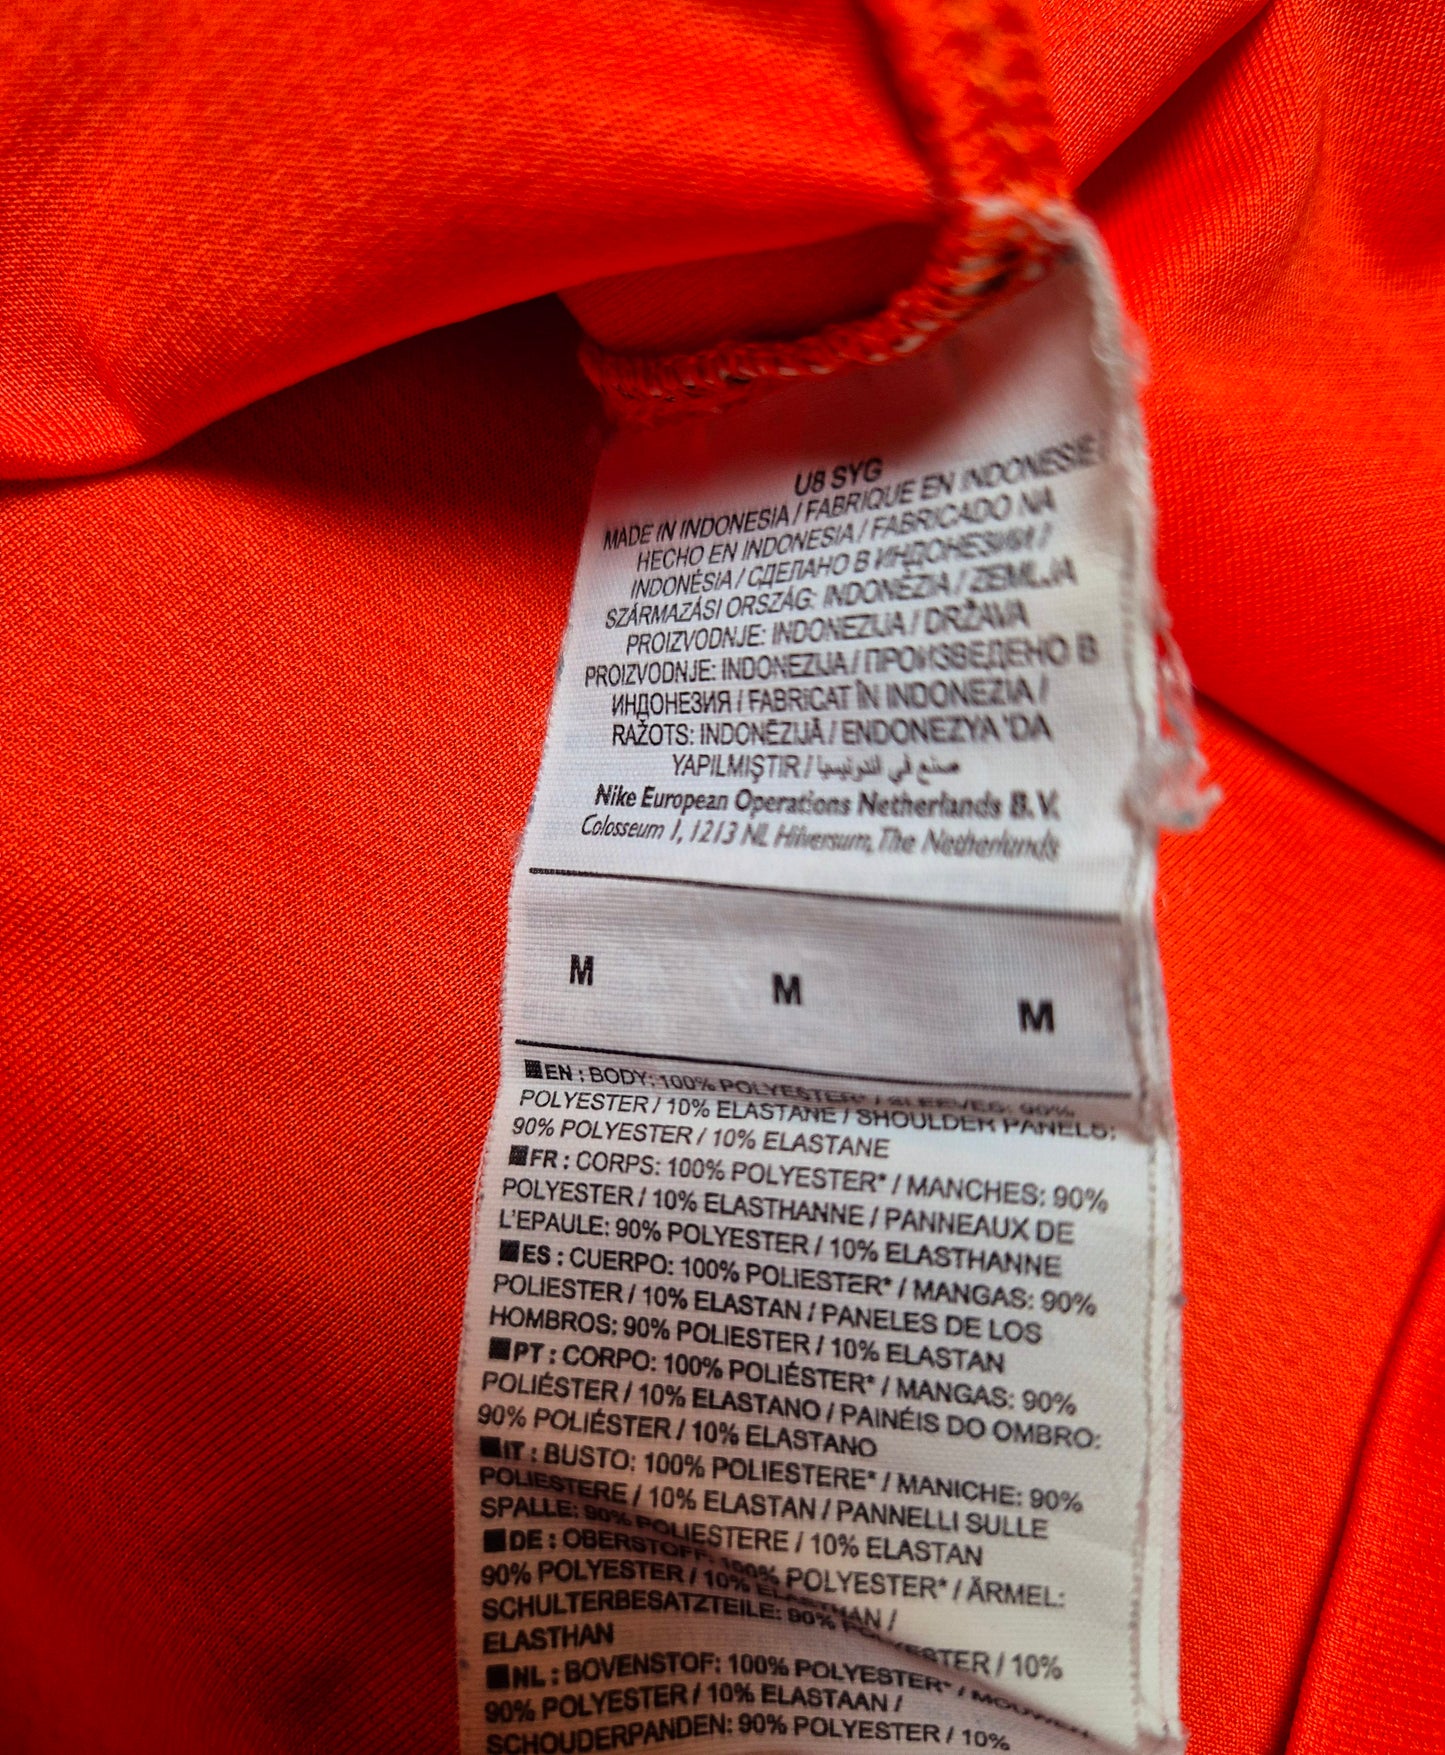 U8 SYG
MADE IN INDONESIA / FABRIQUE EN INDONESIE
HECHO EN INDONESIA / FABRICADO NA
INDONÉSIA / СДЕЛАНО В ИНДОНЕЗИИ /
SZÁRMAZÁSI ORSZÁG: INDONÉZIA / ZEMLJA
PROIZVODNJE: INDONEZIJA / DRŽAVA
PROIZVODNJE: INDONEZIJA / ПРОИЗВЕДЕНО В
ИНДОНЕЗИЯ / FABRICAT ÎN INDONEZIA /
RAŽOTS: INDONĒZIJĀ / ENDONEZYA 'DA
YAPILMIŞTIR / صنع في اندونيسيا
Nike European Operations Netherlands B.V.
Colosseum 1, 1213 NL Hilversum, The Netherlands
M M M
EN : BODY: 100% POLYESTER* / SLEEVES: 90%
POLYESTER / 10% ELASTANE / SHOULDER PANELS:
90% POLYESTER / 10% ELASTANE
FR : CORPS: 100% POLYESTER* / MANCHES: 90%
POLYESTER / 10% ELASTHANNE / PANNEAUX DE
L'EPAULE: 90% POLYESTER / 10% ELASTHANNE
ES : CUERPO: 100% POLIESTER* / MANGAS: 90%
POLIESTER / 10% ELASTAN / PANELES DE LOS
HOMBROS: 90% POLIESTER / 10% ELASTAN
PT : CORPO: 100% POLIÉSTER* / MANGAS: 90%
POLIÉSTER / 10% ELASTANO / PAINÉIS DO OMBRO:
90% POLIÉSTER / 10% ELASTANO
IT : BUSTO: 100% POLIESTERE* / MANICHE: 90%
POLIESTERE / 10% ELASTAN / PANNELLI SULLE
SPALLE: 90% POLIESTERE / 10% ELASTAN
DE : OBERSTOFF: 100% POLYESTER* / ÄRMEL:
90% POLYESTER / 10% ELASTHAN /
SCHULTERBESATZTEILE: 90% POLYESTER / 10%
ELASTHAN
NL : BOVENSTOF: 100% POLYESTER* / MOUWEN
90% POLYESTER / 10% ELASTAAN /
SCHOUDERPANDEN: 90% POLYESTER / 10%